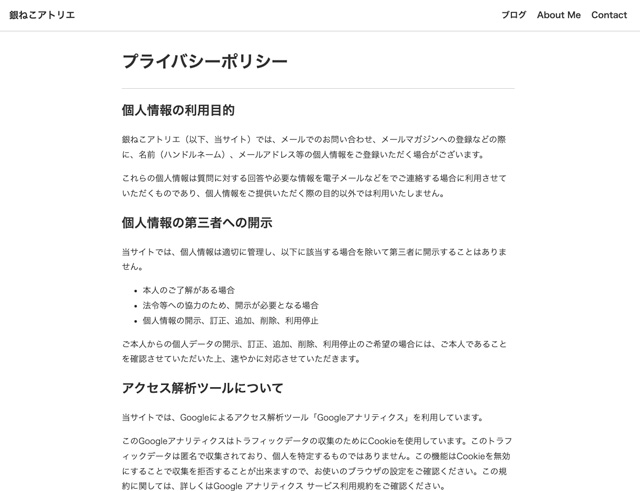 銀ねこアトリエ
ブログ About Me Contact
プライバシーポリシー
個人情報の利用目的
銀ねこアトリエ（以下、当サイト）では、メールでのお問い合わせ、メールマガジンへの登録などの際
に、名前（ハンドルネーム）、メールアドレス等の個人情報をご登録いただく場合がございます。
これらの個人情報は質問に対する回答や必要な情報を電子メールなどをでご連絡する場合に利用させて
いただくものであり、個人情報をご提供いただく際の目的以外では利用いたしません。
個人情報の第三者への開示
当サイトでは、個人情報は適切に管理し、以下に該当する場合を除いて第三者に開示することはありま
せん。
• 本人のご了解がある場合
• 法令等への協力のため、開示が必要となる場合
• 個人情報の開示、訂正、追加、削除、利用停止
ご本人からの個人データの開示、訂正、追加、削除、利用停止のご希望の場合には、ご本人であること
を確認させていただいた上、速やかに対応させていただきます。
アクセス解析ツールについて
当サイトでは、Googleによるアクセス解析ツール「Googleアナリティクス」を利用しています。
このGoogleアナリティクスはトラフィックデータの収集のためにCookieを使用しています。このトラフ
ィックデータは匿名で収集されており、個人を特定するものではありません。この機能はCookieを無効
にすることで収集を拒否することが出来ますので、お使いのブラウザの設定をご確認ください。この規
約に関しては、詳しくはGoogle アナリティクス サービス利用規約をご確認ください。